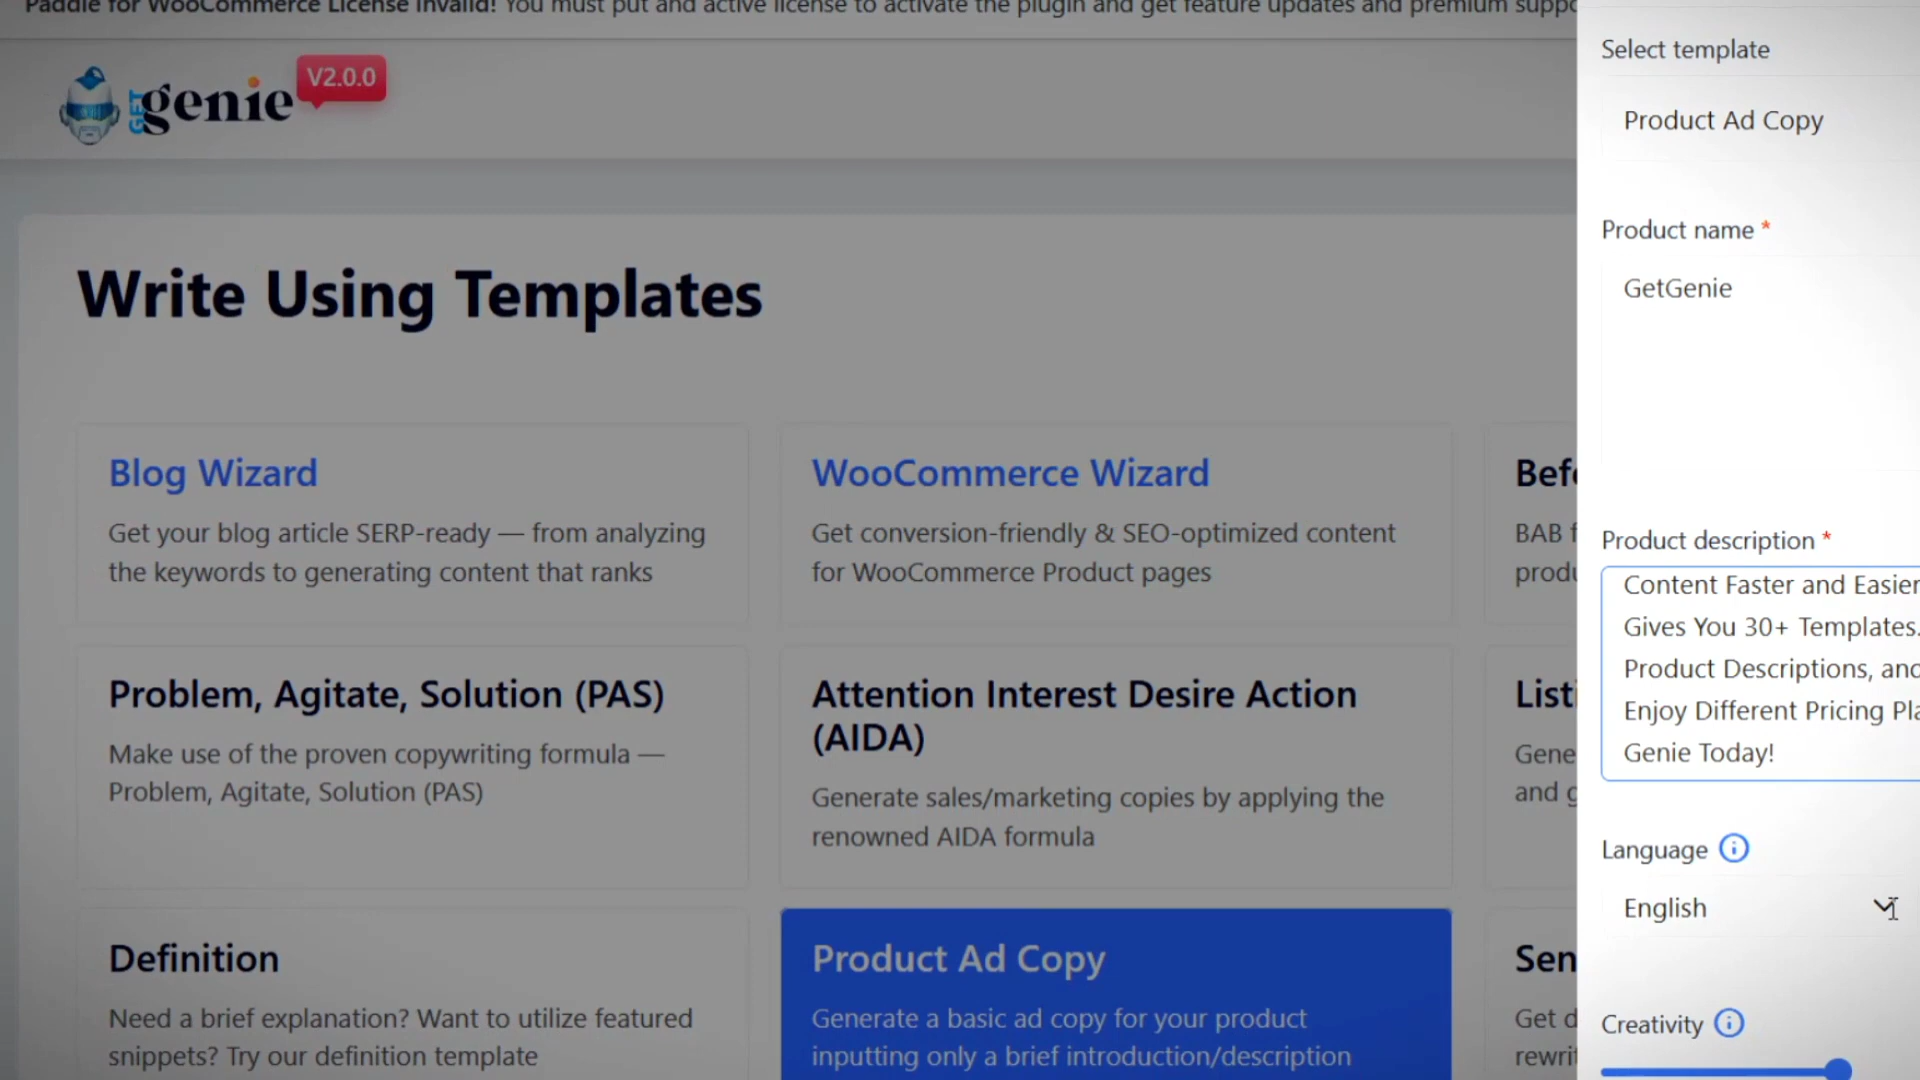 Paddle for WooCommerce License Invalid! You must put and active license to activate the plugin and get feature updates and premium
GET genie V2.0.0
Write Using Templates
Blog Wizard
Get your blog article SERP-ready — from analyzing
the keywords to generating content that ranks
WooCommerce Wizard
Get conversion-friendly & SEO-optimized content
for WooCommerce Product pages
BAB
Problem, Agitate, Solution (PAS)
Make use of the proven copywriting formula —
Problem, Agitate, Solution (PAS)
Attention Interest Desire Action
(AIDA)
Generate sales/marketing copies by applying the
renowned AIDA formula
and
Definition
Need a brief explanation? Want to utilize featured
snippets? Try our definition template
Product Ad Copy
Generate a basic ad copy for your product
inputting only a brief introduction/description
Get
Select template
Product Ad Copy
Product name *
GetGenie
Product description *
Content Faster and Easier
Gives You 30+ Templates.
Product Descriptions, and
Enjoy Different Pricing
Genie Today!
Language
English
Creativity